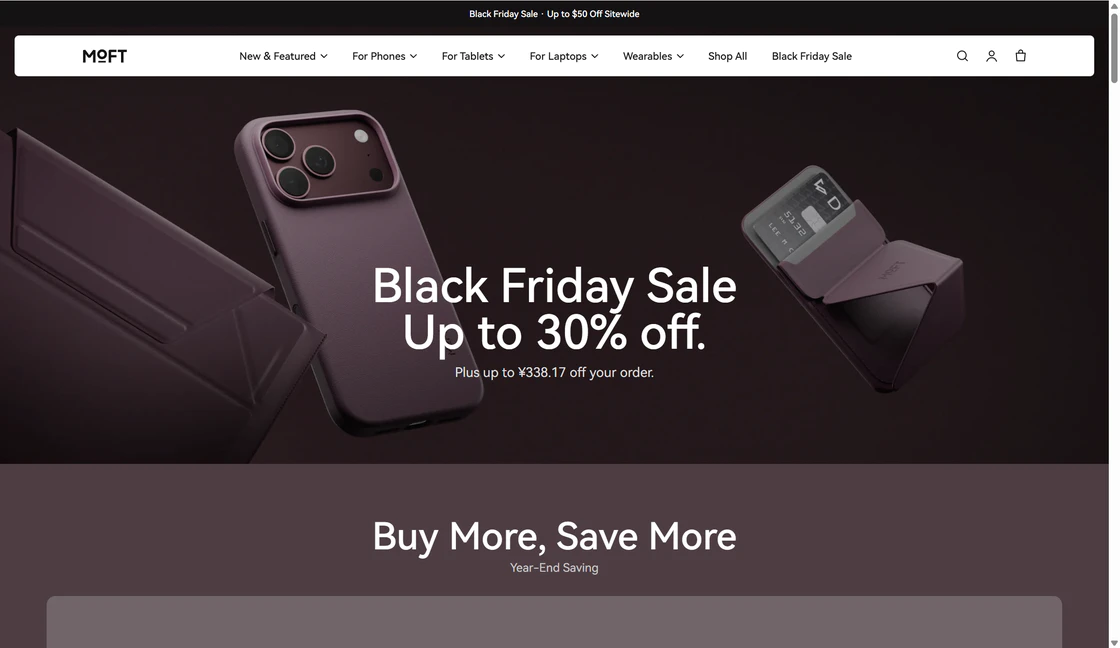 Black Friday Sale · Up to $50 Off Sitewide
MOFT
New & Featured
For Phones
For Tablets
For Laptops
Wearables
Shop All
Black Friday Sale
D
5132
LEE M C
Black Friday Sale
Up to 30% off.
Plus up to ¥338.17 off your order.
Buy More, Save More
Year-End Saving